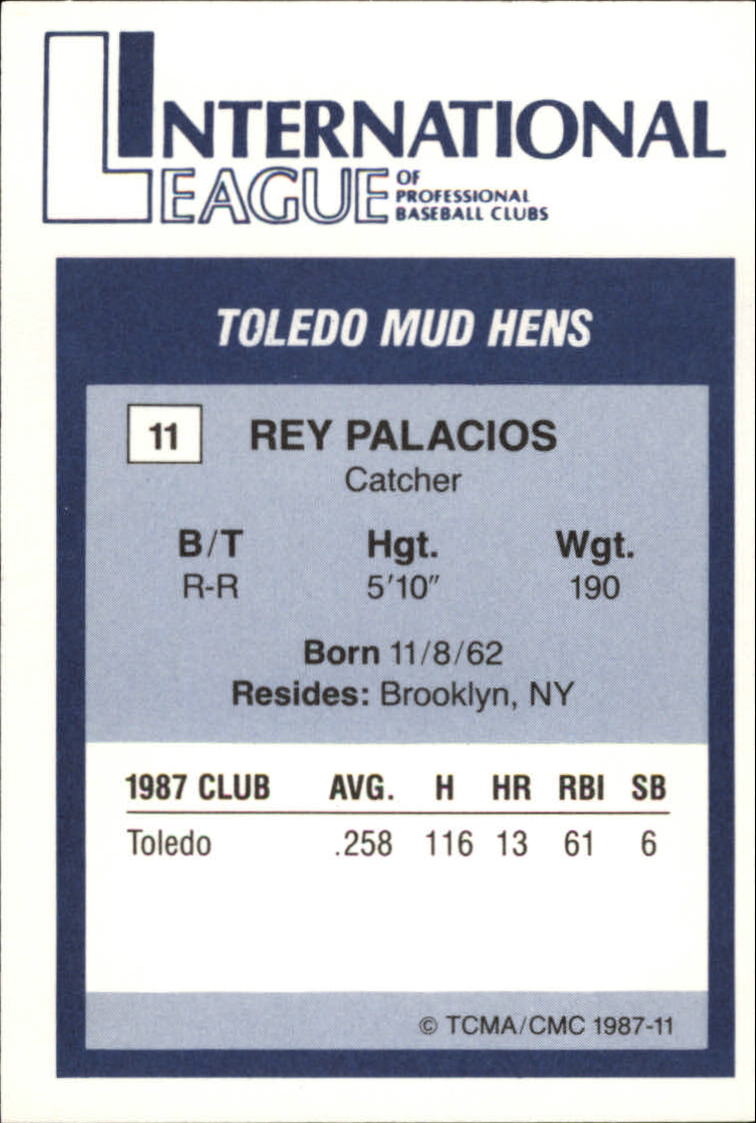 INTERNATIONAL
LEAGUE OF
PROFESSIONAL
BASEBALL CLUBS
TOLEDO MUD HENS
11 REY PALACIOS
Catcher
B/T Hgt. Wgt.
R-R 5'10" 190
Born 11/8/62
Resides: Brooklyn, NY
1987 CLUB AVG. H HR RBI SB
Toledo .258 116 13 61 6
© TCMA/CMC 1987-11